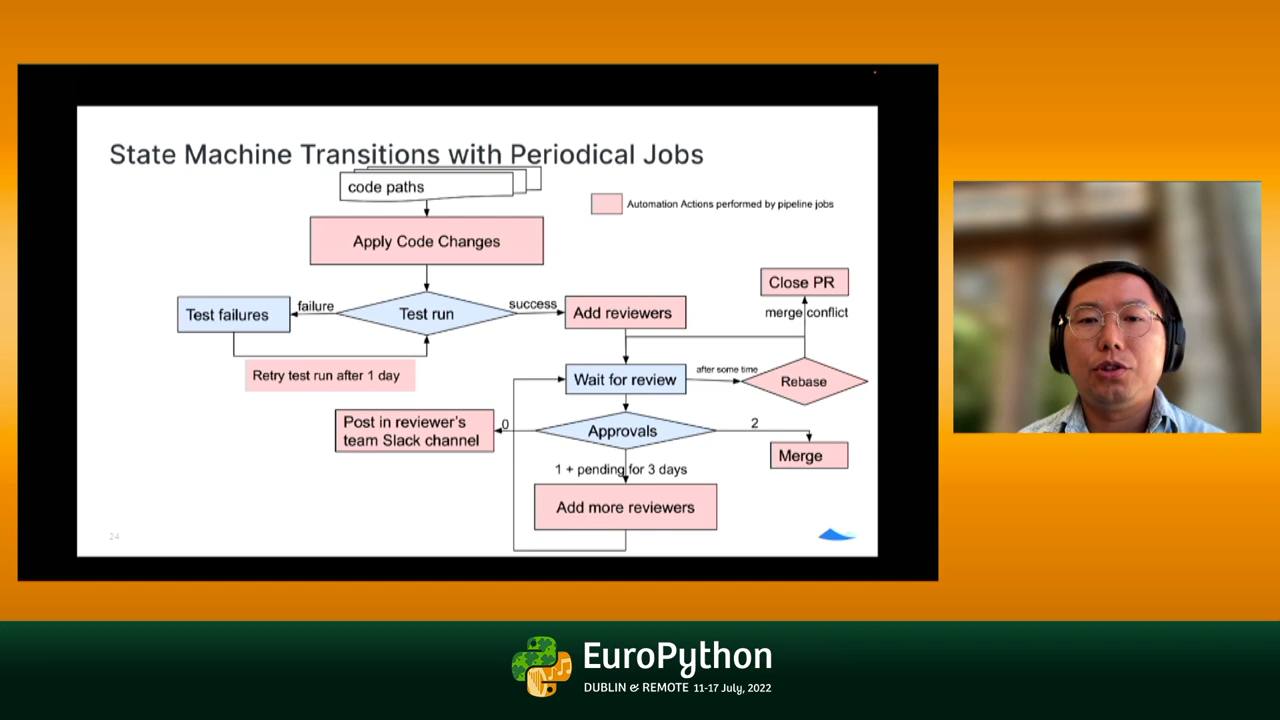 State Machine Transitions with Periodical Jobs
code paths
Automation Actions performed by pipeline jobs
Apply Code Changes
Close PR
merge conflict
Test failures
failure
Test run
success
Add reviewers
Retry test run after 1 day
Wait for review
after some time
Rebase
Post in reviewer's
team Slack channel
0
Approvals
2
Merge
1 + pending for 3 days
Add more reviewers
24
EuroPython
DUBLIN & REMOTE 11-17 July, 2022